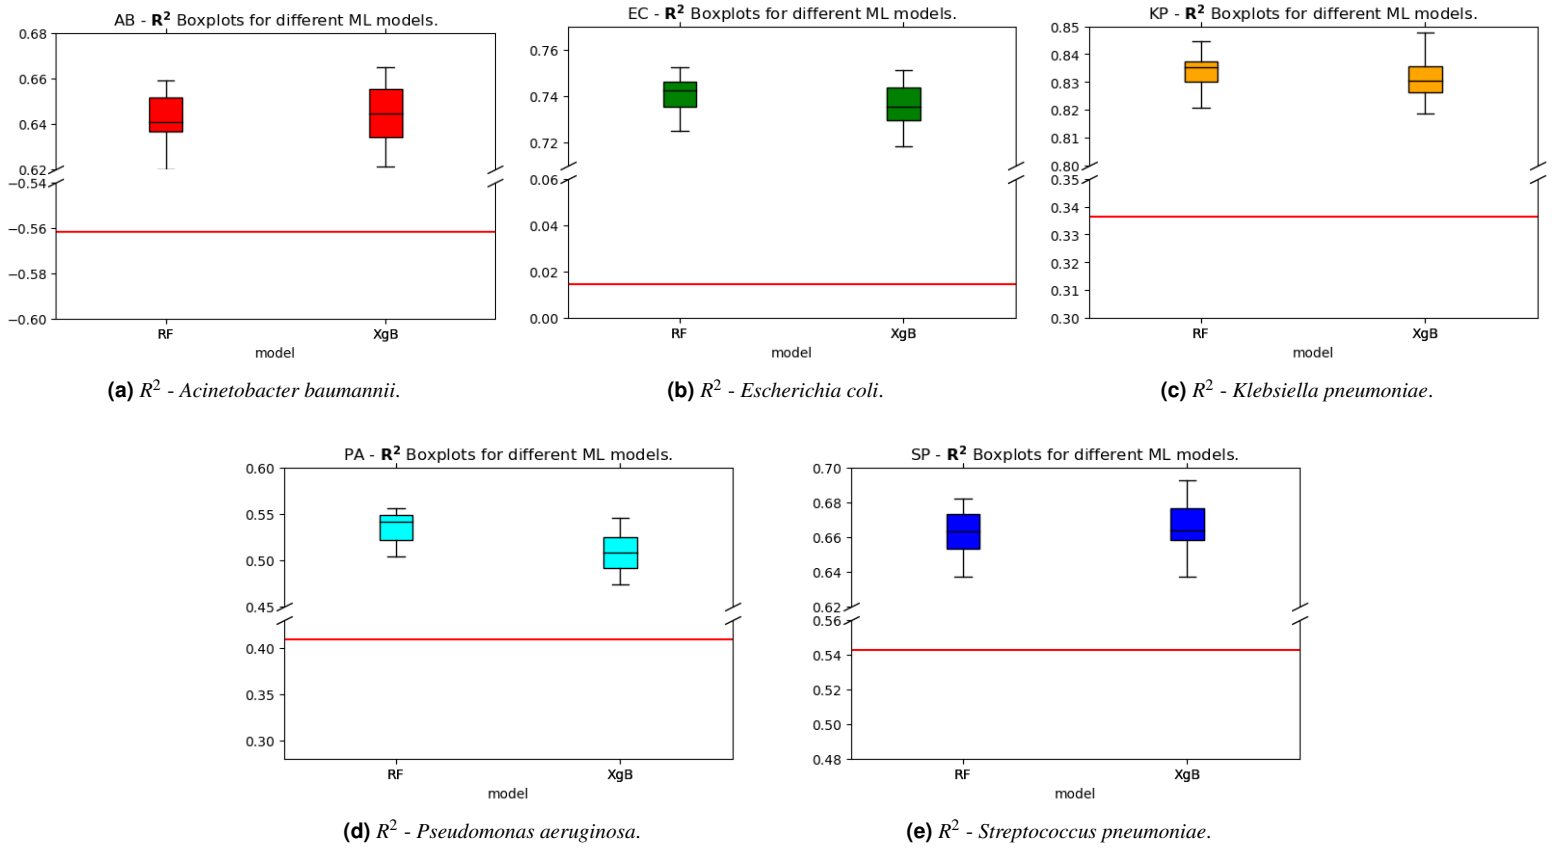 AB - R² Boxplots for different ML models.
0.68
0.66
0.64
0.62
−0.54
−0.56
−0.58
−0.60
RF
XgB
model
(a) R² - Acinetobacter baumannii.
EC - R² Boxplots for different ML models.
0.76
0.74
0.72
0.06
0.04
0.02
0.00
RF
XgB
model
(b) R² - Escherichia coli.
KP - R² Boxplots for different ML models.
0.85
0.84
0.83
0.82
0.81
0.80
0.35
0.34
0.33
0.32
0.31
0.30
RF
XgB
model
(c) R² - Klebsiella pneumoniae.
PA - R² Boxplots for different ML models.
0.60
0.55
0.50
0.45
0.40
0.35
0.30
RF
XgB
model
(d) R² - Pseudomonas aeruginosa.
SP - R² Boxplots for different ML models.
0.70
0.68
0.66
0.64
0.62
0.56
0.54
0.52
0.50
0.48
RF
XgB
model
(e) R² - Streptococcus pneumoniae.